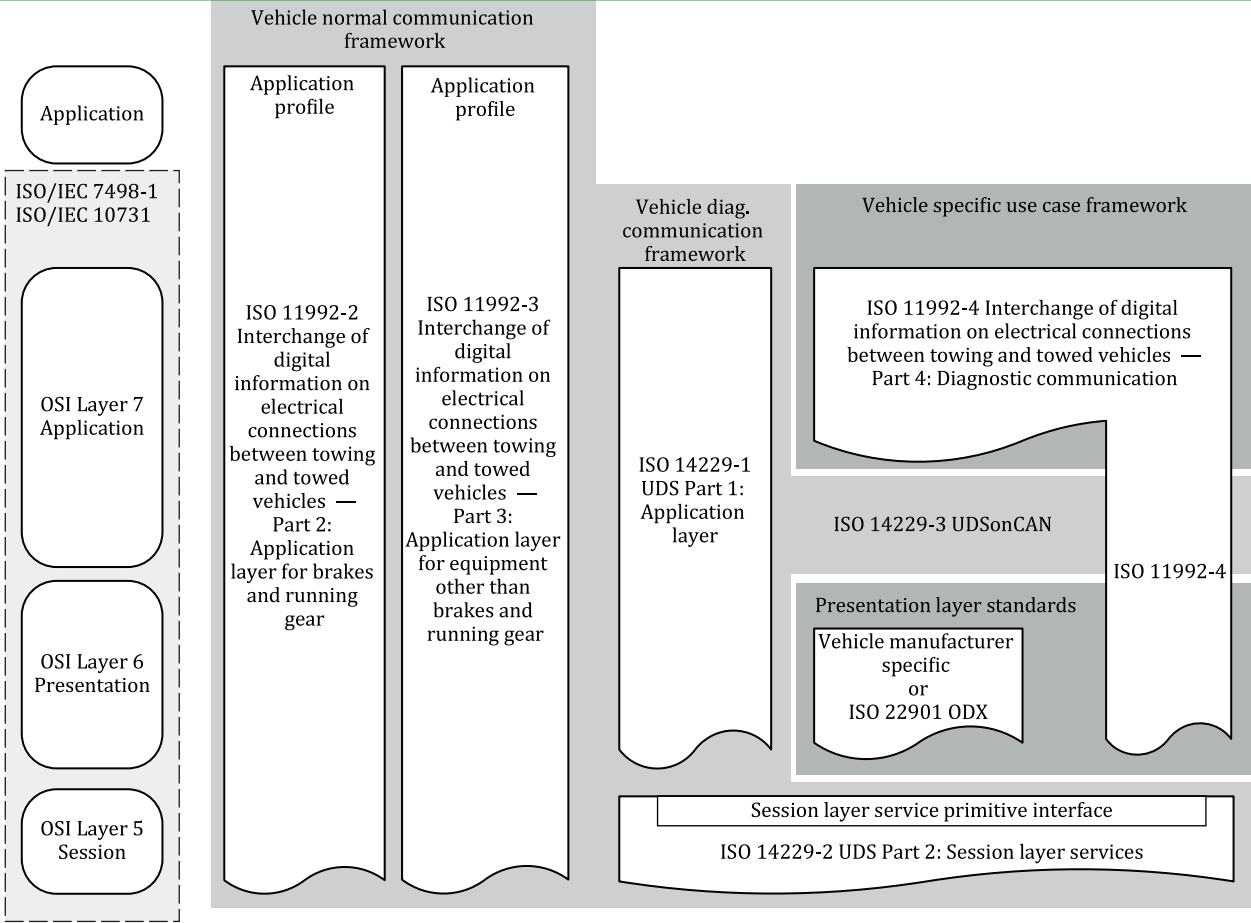 Vehicle normal communication
framework
Application
ISO/IEC 7498-1
ISO/IEC 10731
OSI Layer 7
Application
OSI Layer 6
Presentation
OSI Layer 5
Session
Application
profile
ISO 11992-2
Interchange of
digital
information on
electrical
connections
between towing
and towed
vehicles —
Part 2:
Application
layer for brakes
and running
gear
Application
profile
ISO 11992-3
Interchange of
digital
information on
electrical
connections
between towing
and towed
vehicles —
Part 3:
Application layer
for equipment
other than
brakes and
running gear
Vehicle diag.
communication
framework
ISO 14229-1
UDS Part 1:
Application
layer
Vehicle specific use case framework
ISO 11992-4 Interchange of digital
information on electrical connections
between towing and towed vehicles —
Part 4: Diagnostic communication
ISO 14229-3 UDSonCAN
ISO 11992-4
Presentation layer standards
Vehicle manufacturer
specific
or
ISO 22901 ODX
Session layer service primitive interface
ISO 14229-2 UDS Part 2: Session layer services